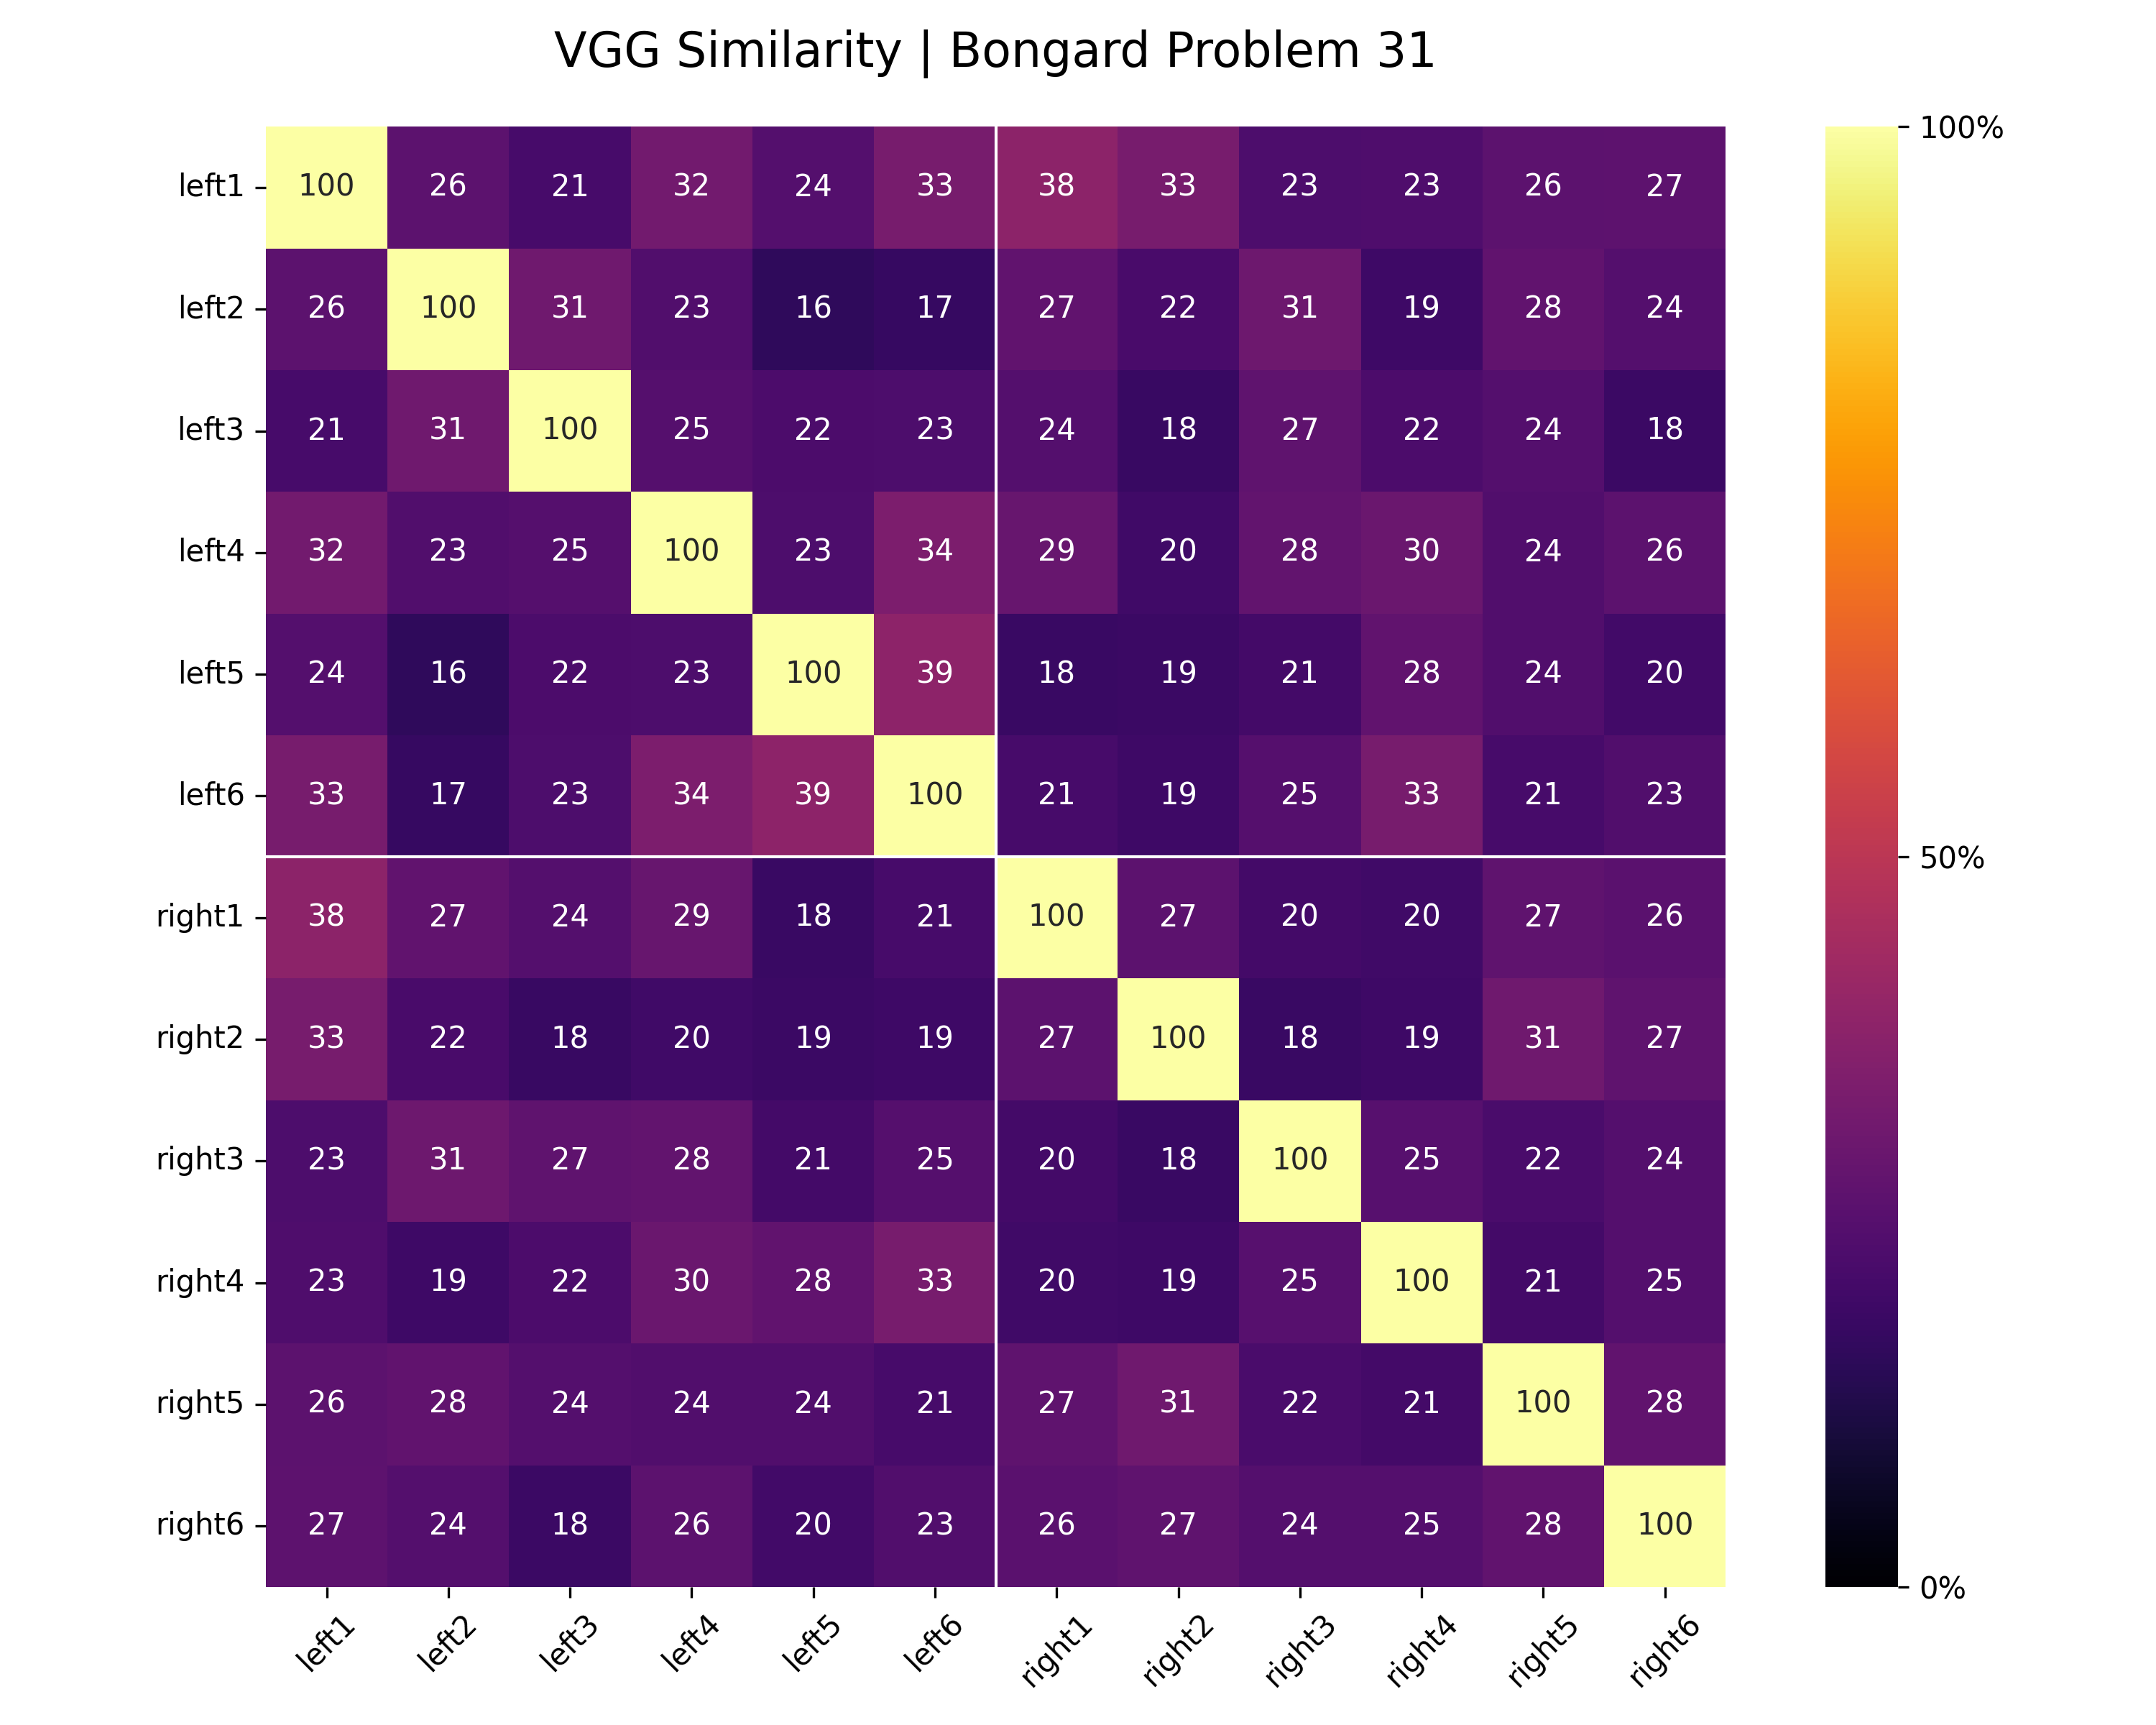 VGG Similarity | Bongard Problem 31
left1 100 26 21 32 24 33 38 33 23 23 26 27
left2 26 100 31 23 16 17 27 22 31 19 28 24
left3 21 31 100 25 22 23 24 18 27 22 24 18
left4 32 23 25 100 23 34 29 20 28 30 24 26
left5 24 16 22 23 100 39 18 19 21 28 24 20
left6 33 17 23 34 39 100 21 19 25 33 21 23
right1 38 27 24 29 18 21 100 27 20 20 27 26
right2 33 22 18 20 19 19 27 100 18 19 31 27
right3 23 31 27 28 21 25 20 18 100 25 22 24
right4 23 19 22 30 28 33 20 19 25 100 21 25
right5 26 28 24 24 24 21 27 31 22 21 100 28
right6 27 24 18 26 20 23 26 27 24 25 28 100
left1 left2 left3 left4 left5 left6 right1 right2 right3 right4 right5 right6
100%
50%
0%